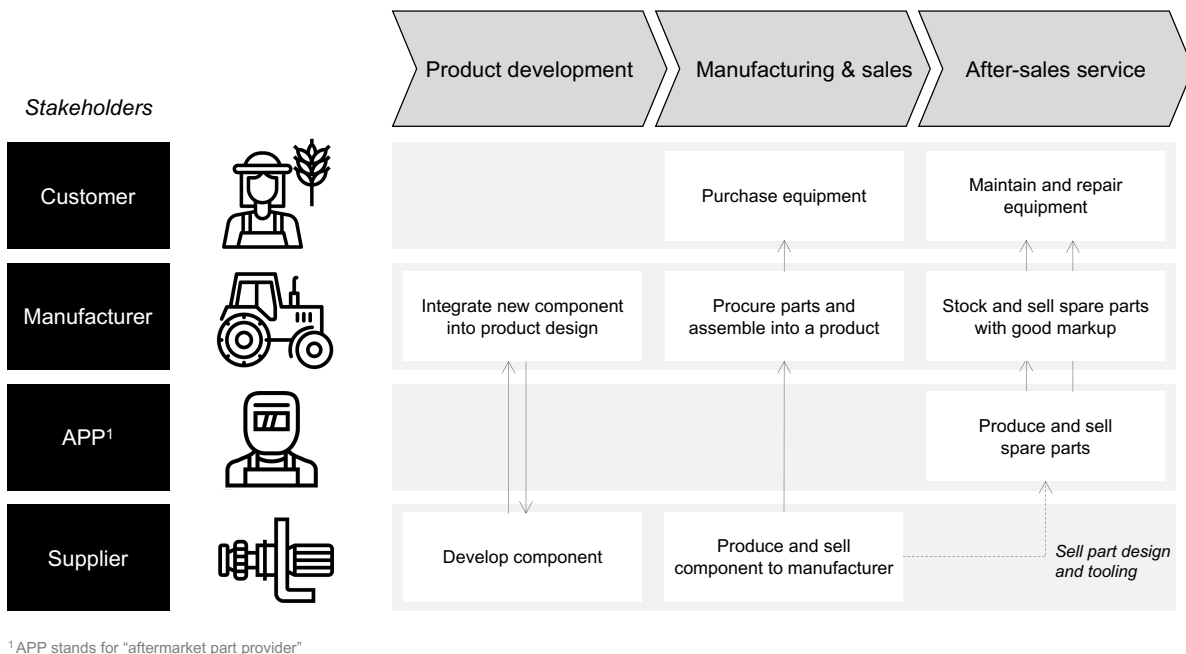 Product development
Manufacturing & sales
After-sales service
Stakeholders
Customer
Purchase equipment
Maintain and repair
equipment
Manufacturer
Integrate new component
into product design
Procure parts and
assemble into a product
Stock and sell spare parts
with good markup
APP¹
Produce and sell
spare parts
Supplier
Develop component
Produce and sell
component to manufacturer
Sell part design
and tooling
¹ APP stands for “aftermarket part provider”